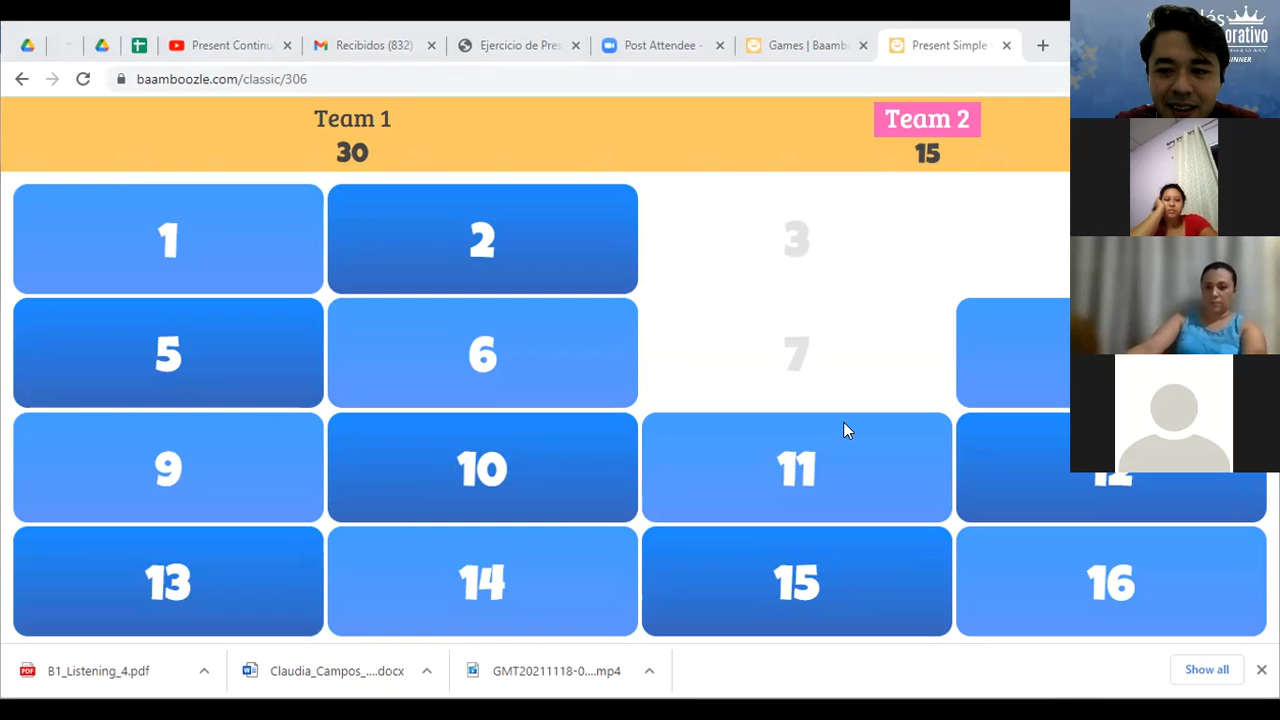 Present Continu
Recibidos (832)
Ejercicio de Pres
Post Attendee -
Games | Baamb
Present Simple
baamboozle.com/classic/306
Team 1
Team 2
30
15
1
2
3
5
6
7
9
10
11
12
13
14
15
16
B1_Listening_4.pdf
Claudia_Campos_....docx
GMT20211118-0....mp4
Show all